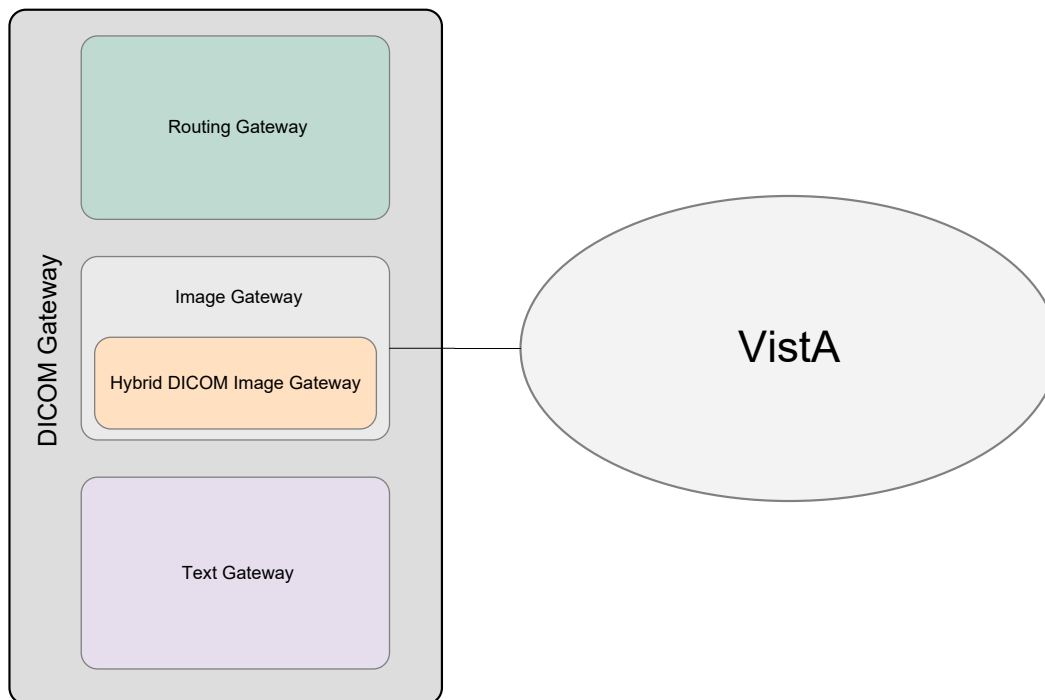 DICOM Gateway
Routing Gateway
Image Gateway
Hybrid DICOM Image Gateway
Text Gateway
VistA